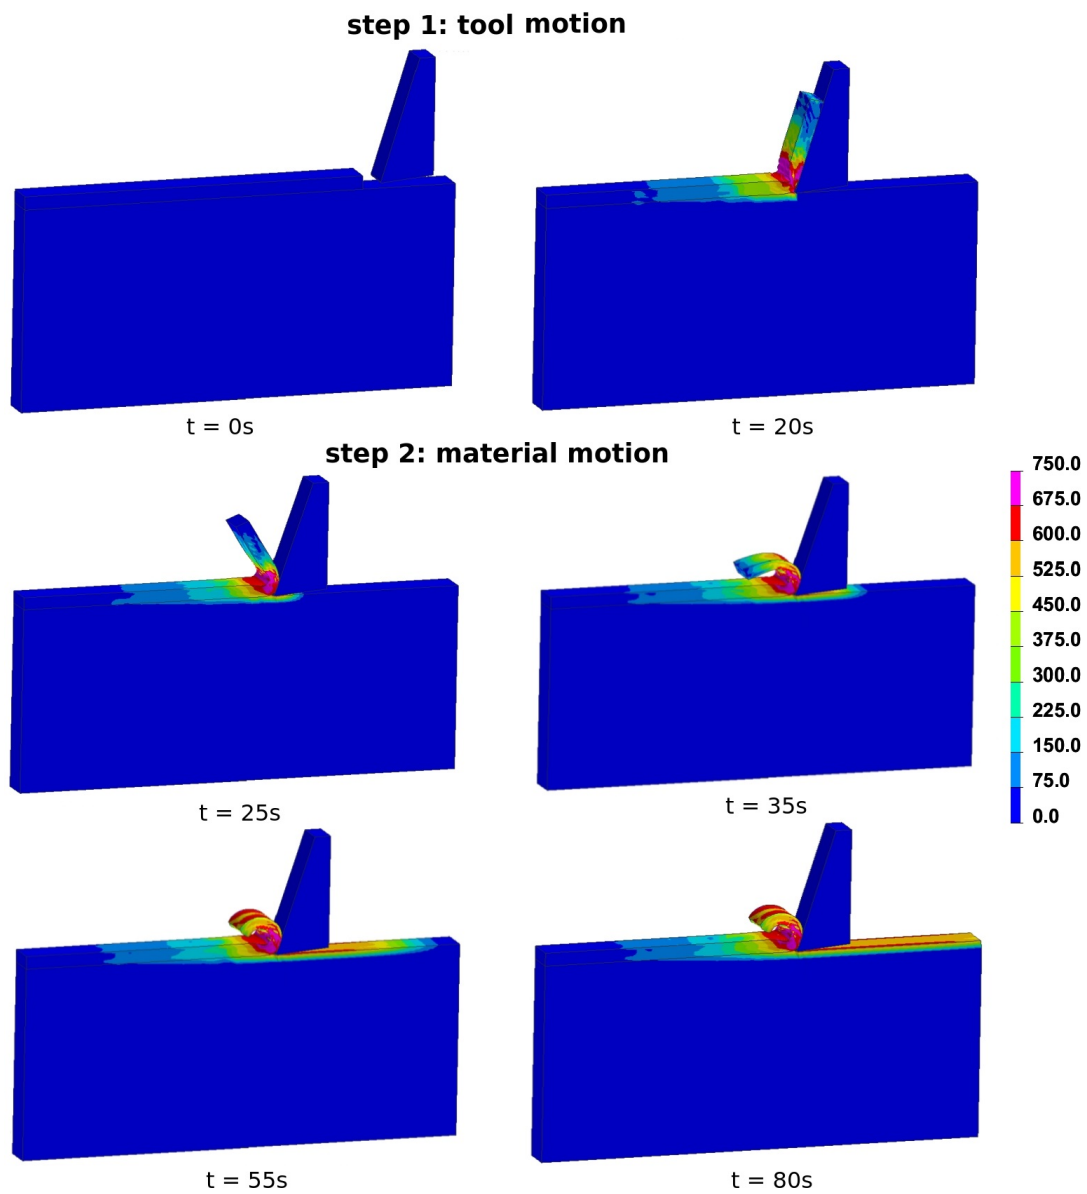 step 1: tool motion
t = 0s
t = 20s
step 2: material motion
750.0
675.0
600.0
525.0
450.0
375.0
300.0
225.0
150.0
75.0
0.0
t = 25s
t = 35s
t = 55s
t = 80s